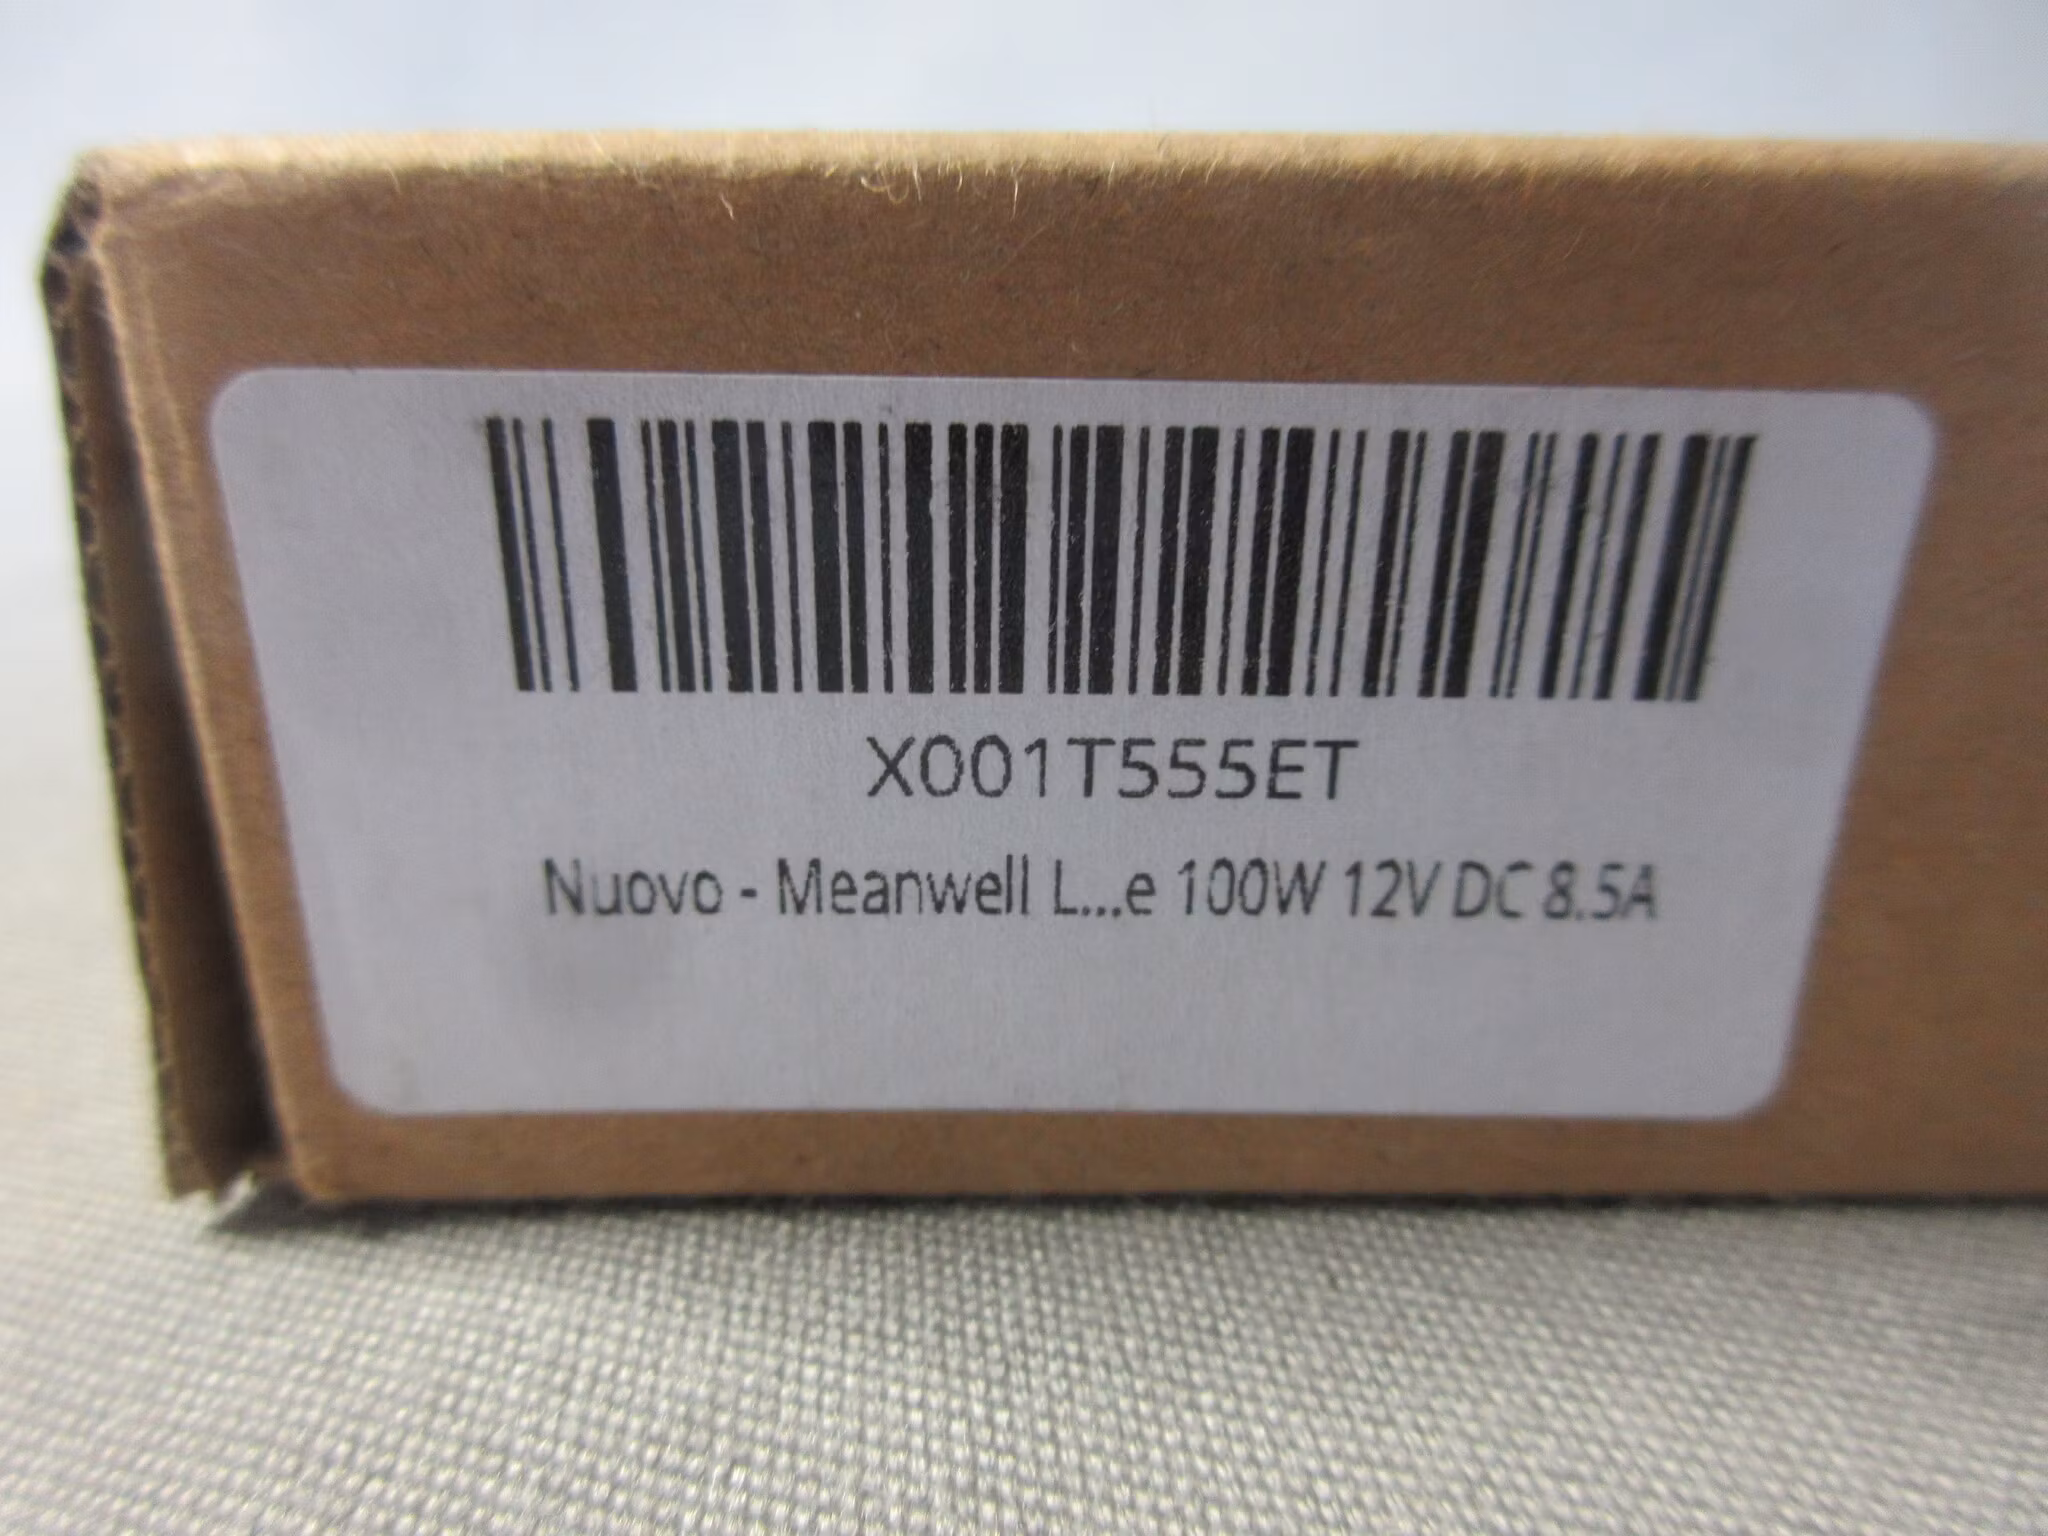 X001T555ET
Nuovo - Meanwell L...e 100W 12V DC 8.5A